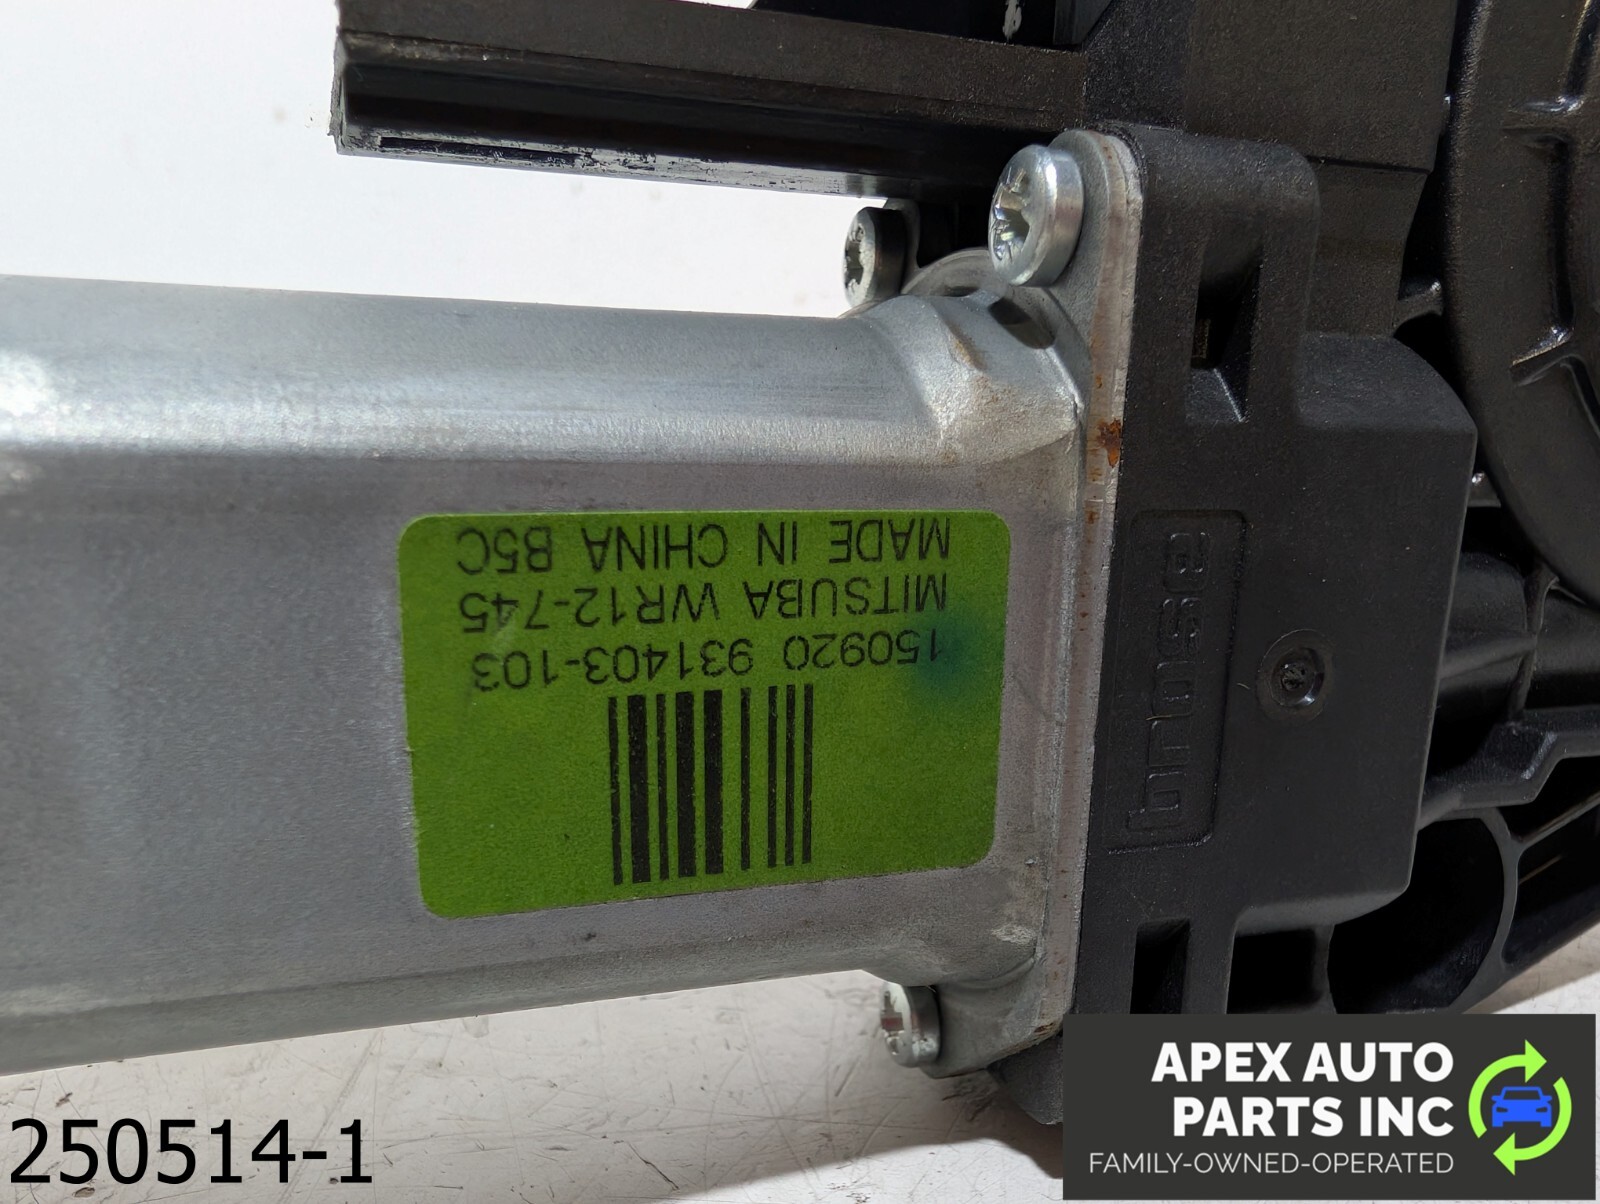 150920 931403-103
MITSUBA WR12-745
MADE IN CHINA B5C
brose
250514-1
APEX AUTO
PARTS INC
FAMILY-OWNED-OPERATED